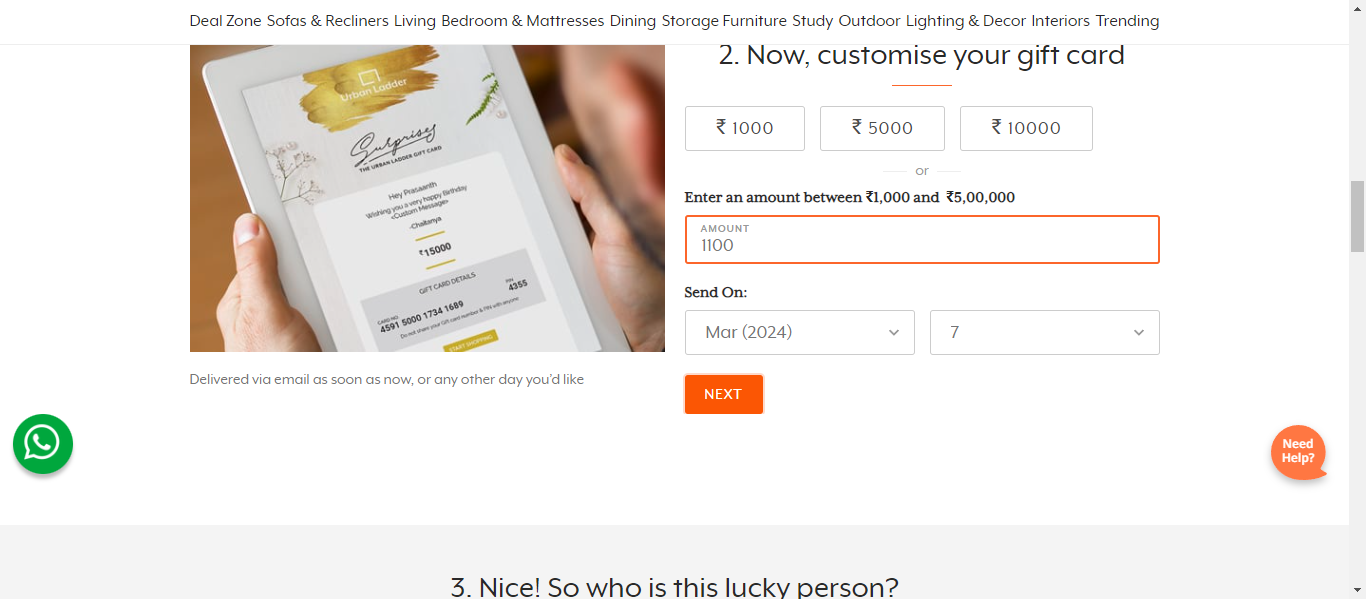 Deal Zone Sofas & Recliners Living Bedroom & Mattresses Dining Storage Furniture Study Outdoor Lighting & Decor Interiors Trending
Urban Ladder
Surprises
THE URBAN LADDER GIFT CARD
Hey Prasaanth
Wishing you a very happy Birthday
<Custom Message>
-Chaitanya
₹15000
GIFT CARD DETAILS
CARD NO. PIN
4591 5000 1734 1689 4355
Do not share your Gift card number & PIN with anyone
START SHOPPING
Delivered via email as soon as now, or any other day you'd like
2. Now, customise your gift card
₹ 1000 ₹ 5000 ₹ 10000
or
Enter an amount between ₹1,000 and ₹5,00,000
AMOUNT
1100
Send On:
Mar (2024) 7
NEXT
Need
Help?
3. Nice! So who is this lucky person?